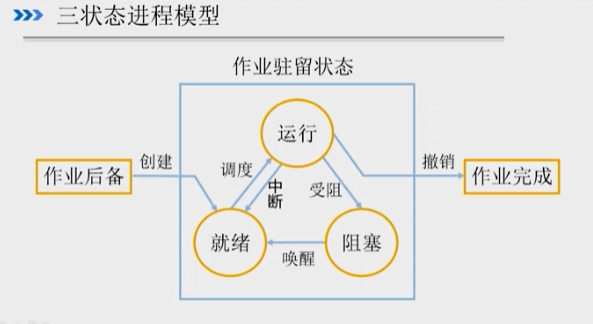 三状态进程模型
作业驻留状态
运行
创建
调度
中断
受阻
撤销
作业后备
作业完成
就绪
唤醒
阻塞